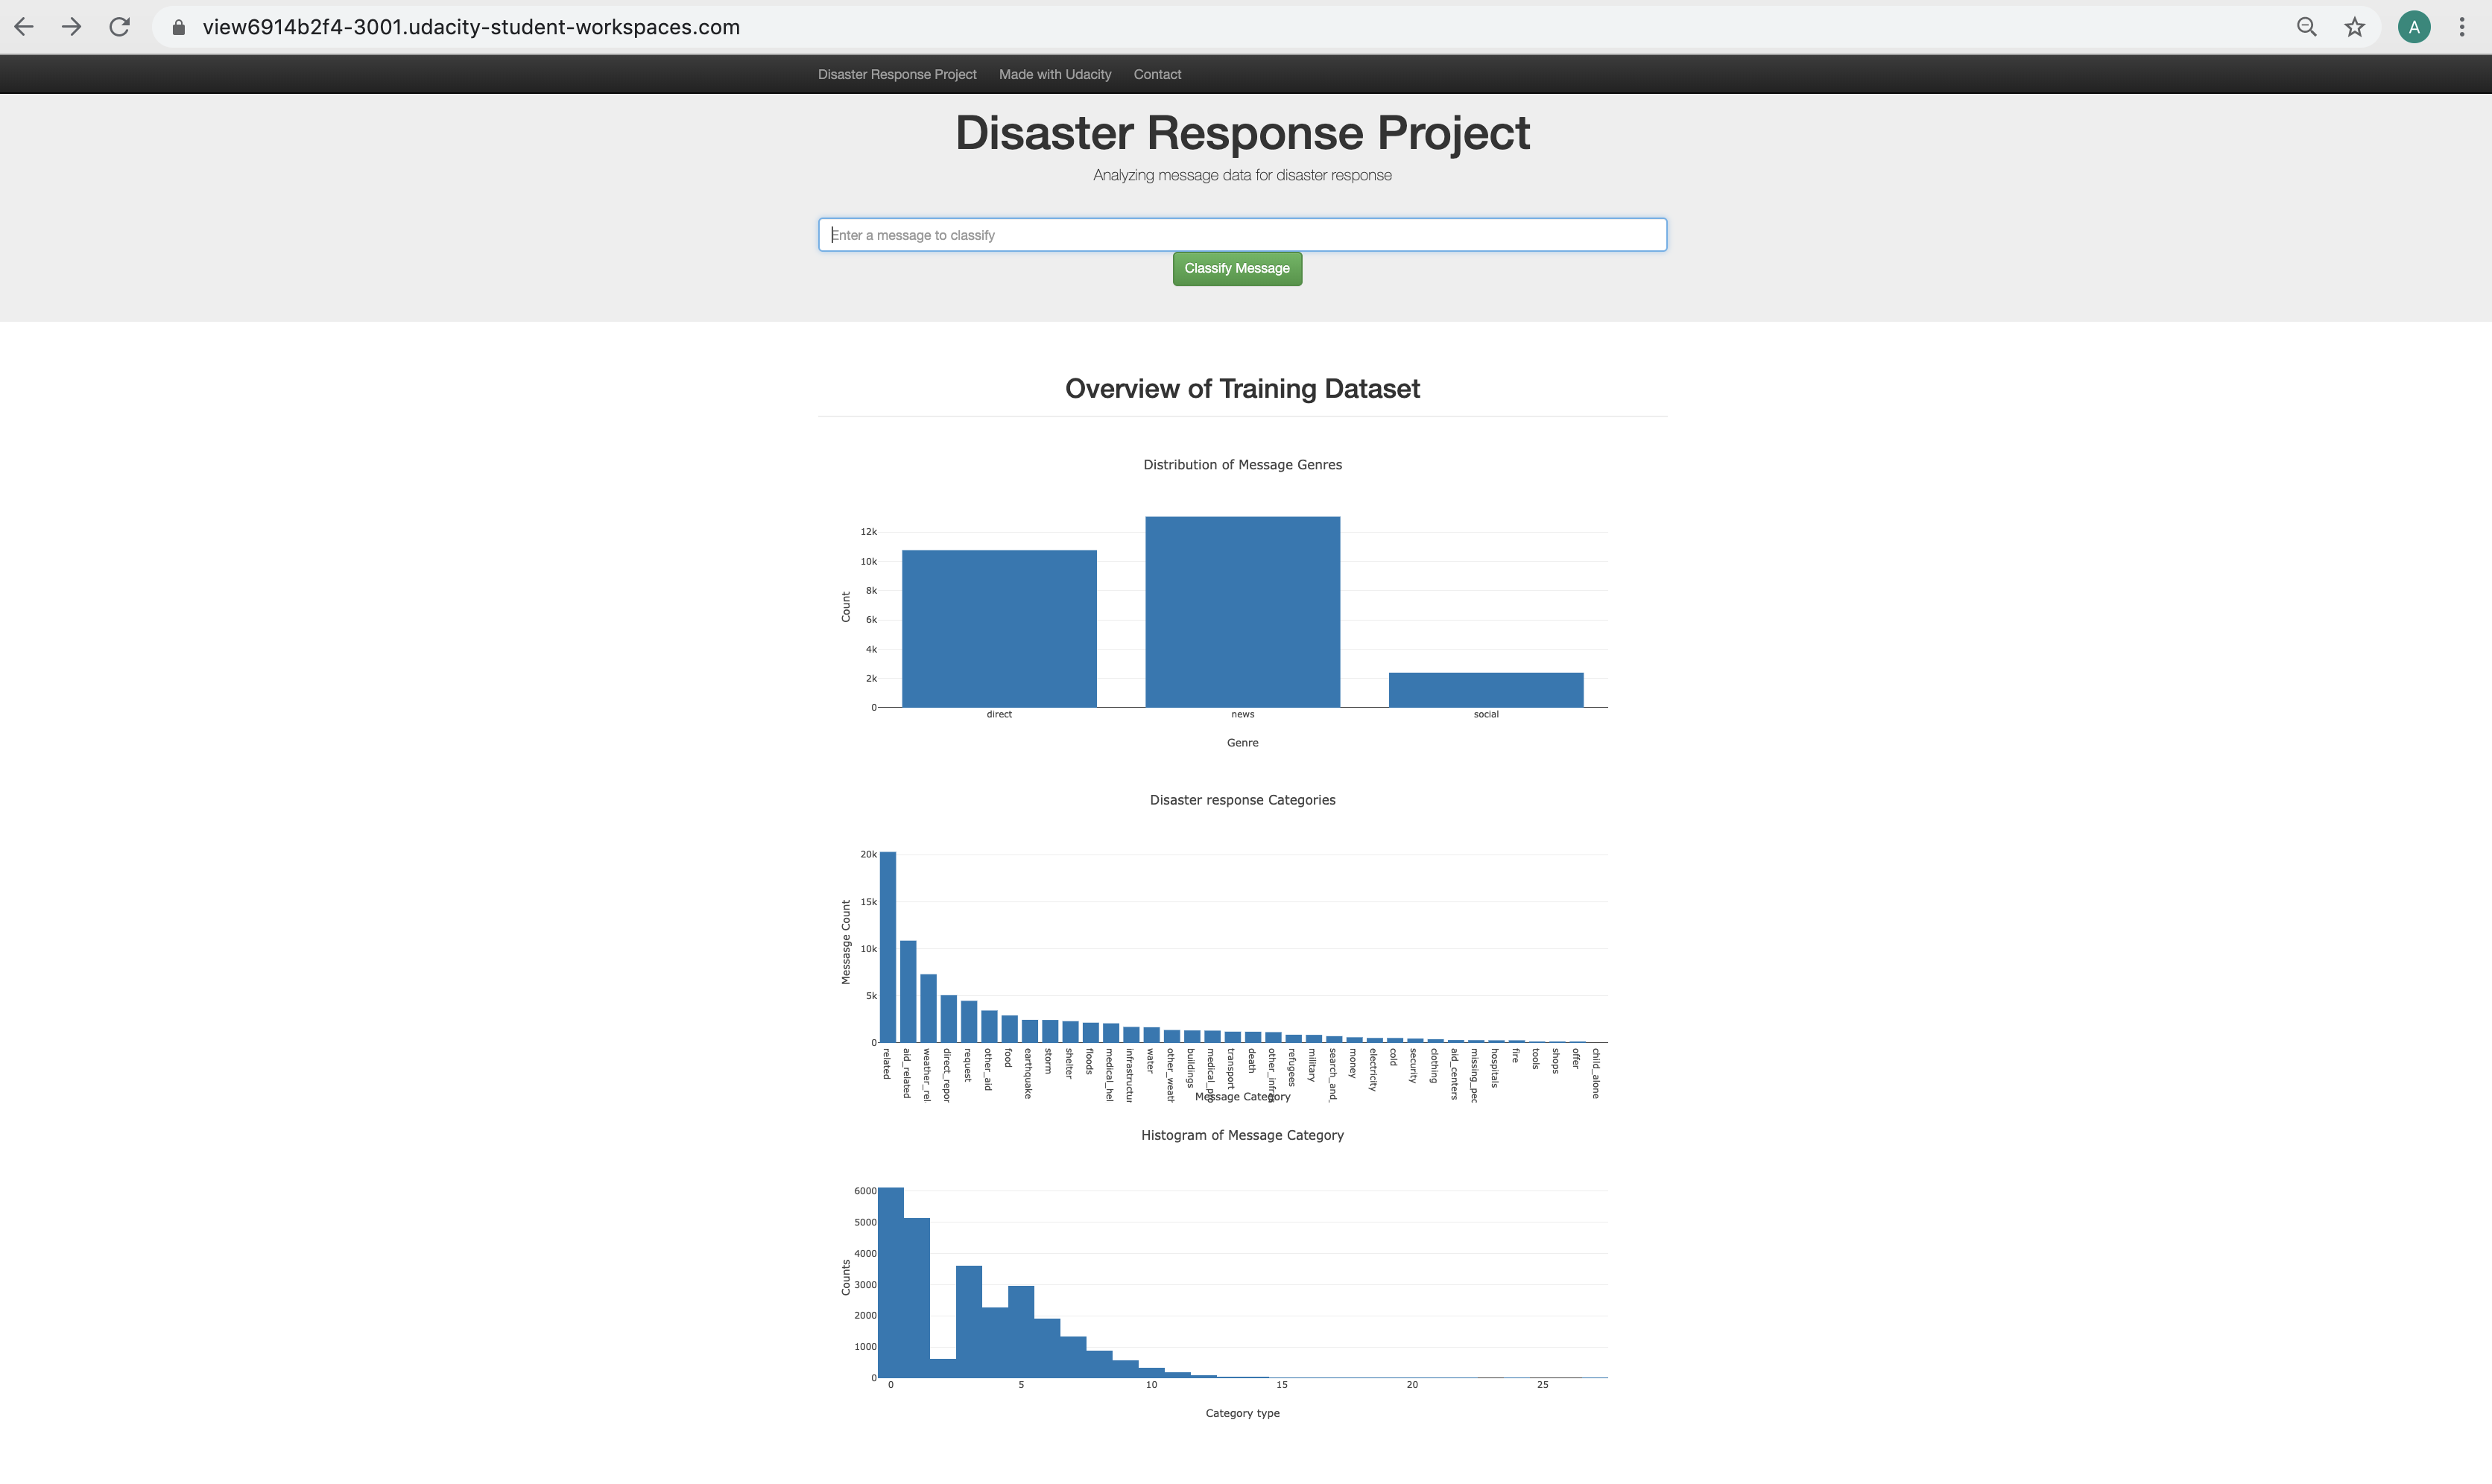 view6914b2f4-3001.udacity-student-workspaces.com
A
Disaster Response Project Made with Udacity Contact
Disaster Response Project
Analyzing message data for disaster response
Enter a message to classify
Classify Message
Overview of Training Dataset
Distribution of Message Genres
12k
10k
8k
6k
4k
2k
0
Count
direct news social
Genre
Disaster response Categories
20k
15k
10k
5k
0
Messasge Count
related
aid_related
weather_rel
direct_repor
request
other_aid
food
earthquake
storm
shelter
floods
medical_hel
infrastructur
water
other_weath
buildings
medical_pro
transport
death
other_infra
refugees
military
search_and_
money
electricity
cold
security
clothing
aid_centers
missing_peo
hospitals
fire
tools
shops
offer
child_alone
Message Category
Histogram of Message Category
6000
5000
4000
3000
2000
1000
0
Counts
0 5 10 15 20 25
Category type